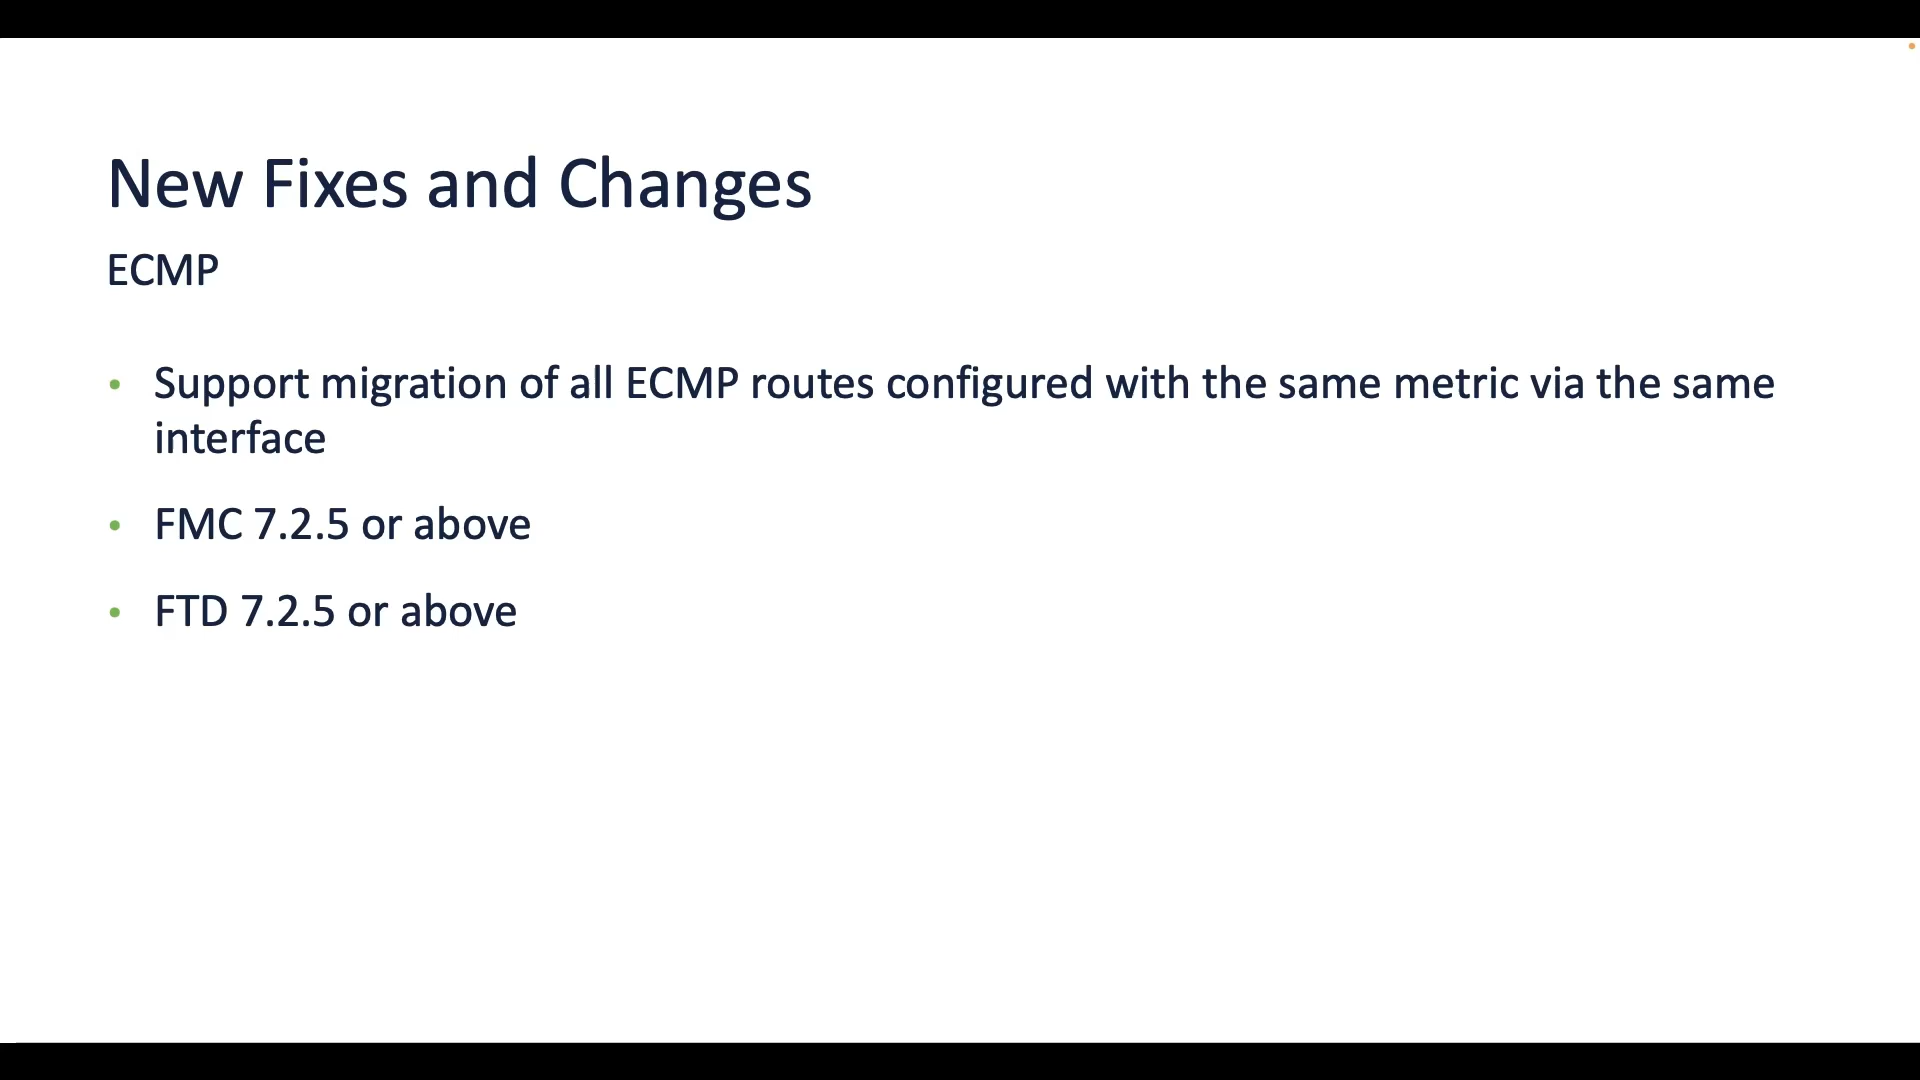 New Fixes and Changes
ECMP
• Support migration of all ECMP routes configured with the same metric via the same
interface
• FMC 7.2.5 or above
• FTD 7.2.5 or above